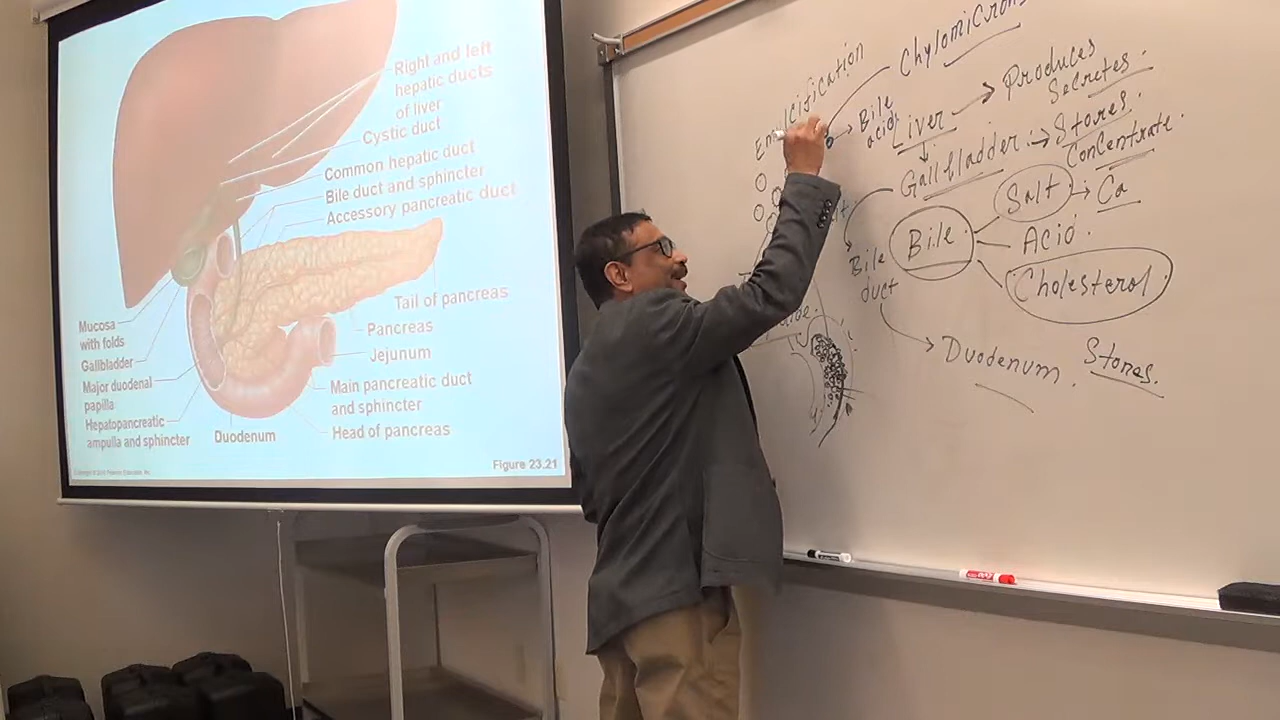 Right and left
hepatic ducts
of liver
Cystic duct
Common hepatic duct
Bile duct and sphincter
Accessory pancreatic duct
Tail of pancreas
Pancreas
Jejunum
Main pancreatic duct
and sphincter
Head of pancreas
Mucosa
with folds
Gallbladder
Major duodenal
papilla
Hepatopancreatic
ampulla and sphincter
Duodenum
Figure 23.21
Chylomicrons
Bile
acids
Liver → Produces
Secretes.
Gallbladder → Stores.
Concentrate.
Bile
Salt → Ca
Acid.
Cholesterol
Bile
duct
Duodenum.
Stones.